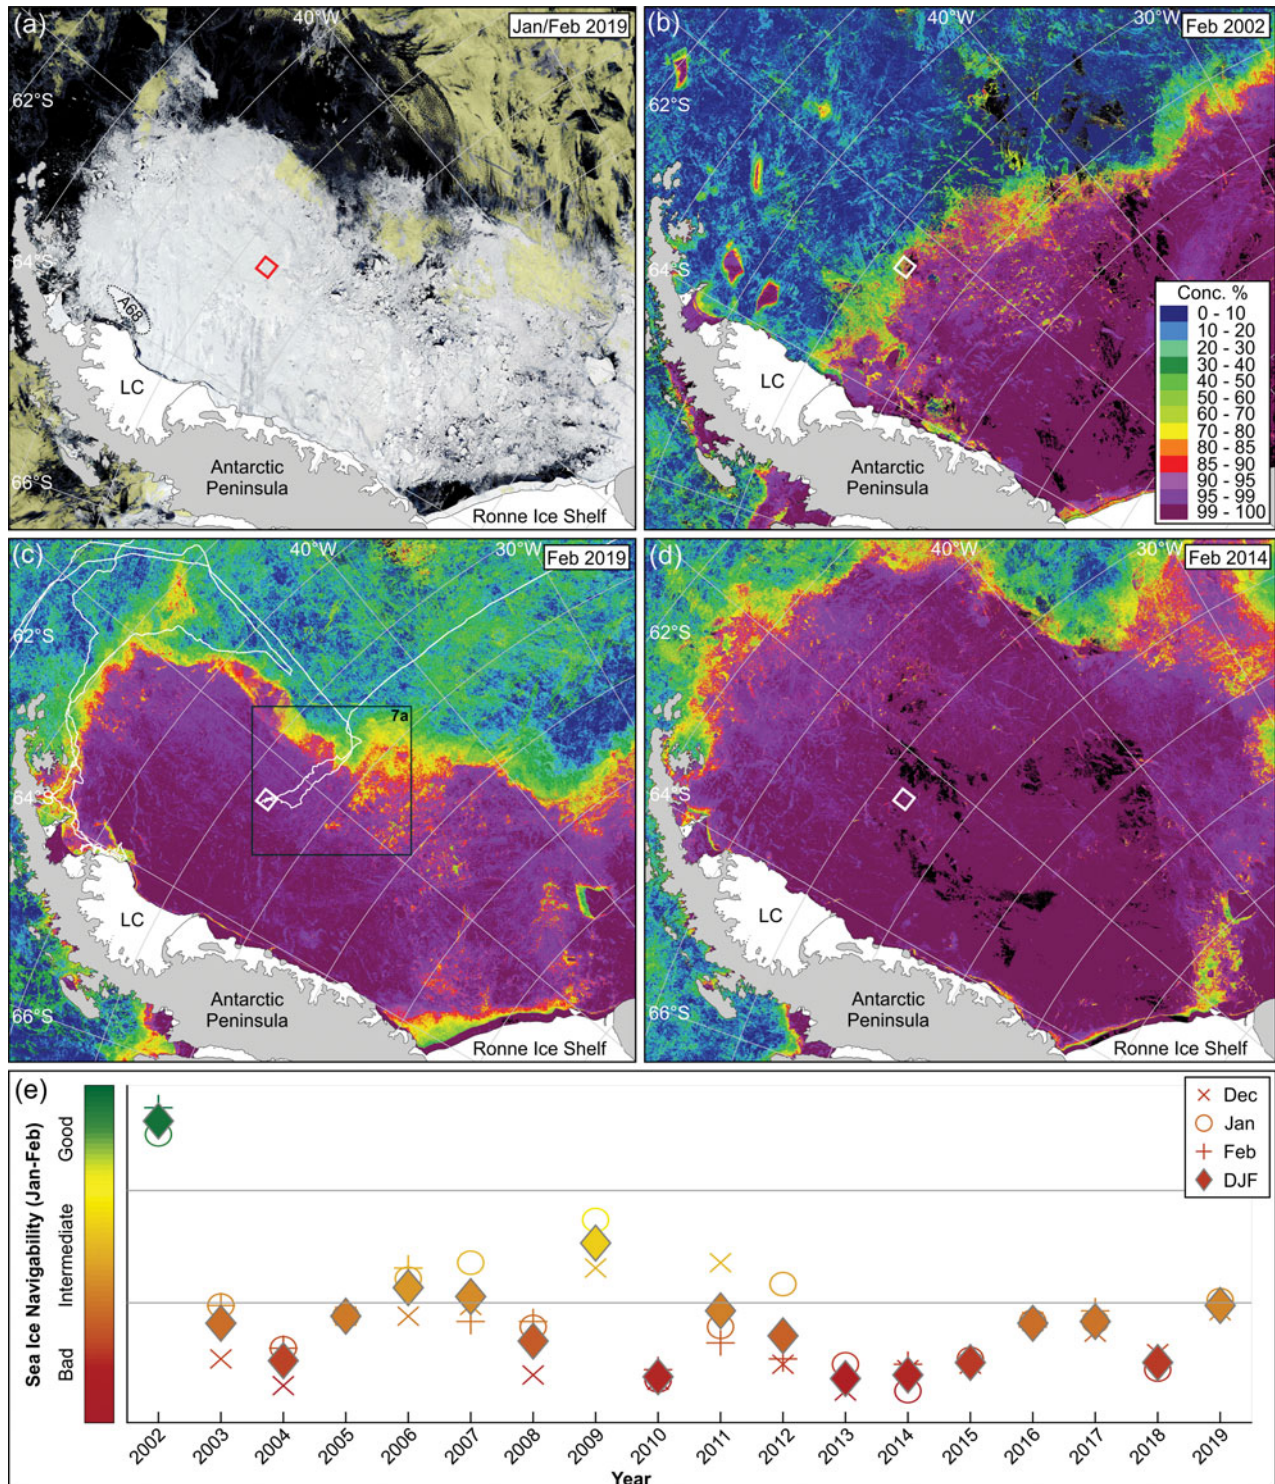 (a)
40°W
Jan/Feb 2019
62°S
64°S
A68
LC
Antarctic
Peninsula
66°S
Ronne Ice Shelf
(b)
40°W
30°W
Feb 2002
62°S
64°S
LC
Antarctic
Peninsula
66°S
Conc. %
0 - 10
10 - 20
20 - 30
30 - 40
40 - 50
60 - 70
70 - 80
80 - 85
85 - 90
90 - 95
95 - 99
99 - 100
Ronne Ice Shelf
(c)
40°W
30°W
Feb 2019
62°S
7a
64°S
LC
Antarctic
Peninsula
66°S
Ronne Ice Shelf
(d)
40°W
30°W
Feb 2014
62°S
64°S
LC
Antarctic
Peninsula
66°S
Ronne Ice Shelf
(e)
Sea Ice Navigability (Jan-Feb)
Good
Intermediate
Bad
Dec
Jan
Feb
DJF
2002
2003
2004
2005
2006
2007
2008
2009
2010
2011
2012
2013
2014
2015
2016
2017
2018
2019
Year